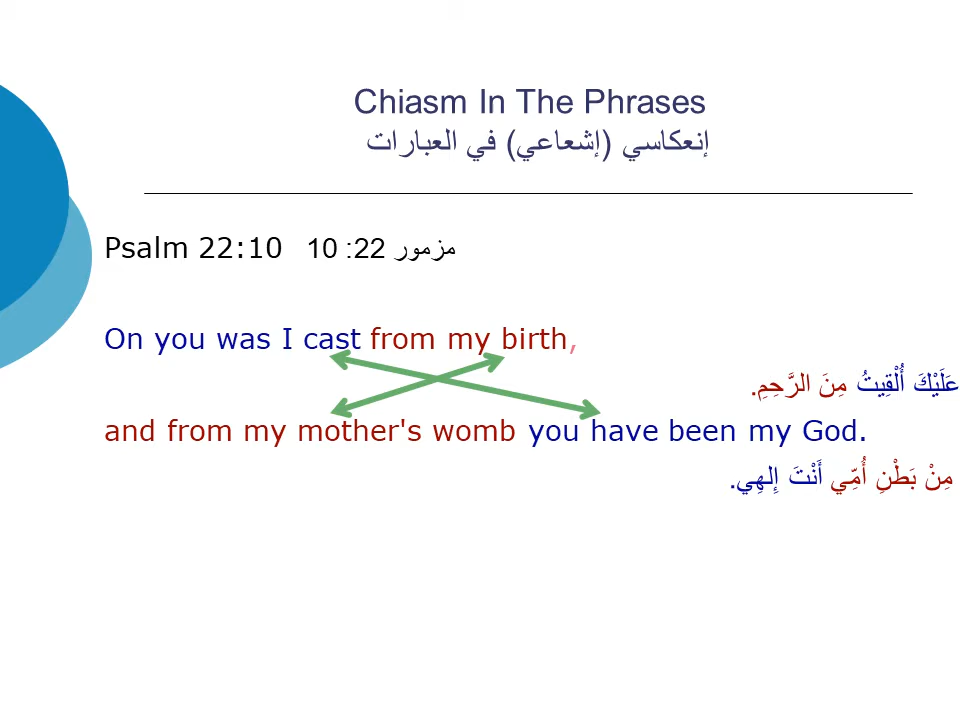 Chiasm In The Phrases
إنعكاسي (إشعاعي) في العبارات
Psalm 22:10 مزمور 22: 10
On you was I cast from my birth,
عَلَيْكَ أُلْقِيتُ مِنَ الرَّحِمِ.
and from my mother's womb you have been my God.
مِنْ بَطْنِ أُمِّي أَنْتَ إِلهِي.